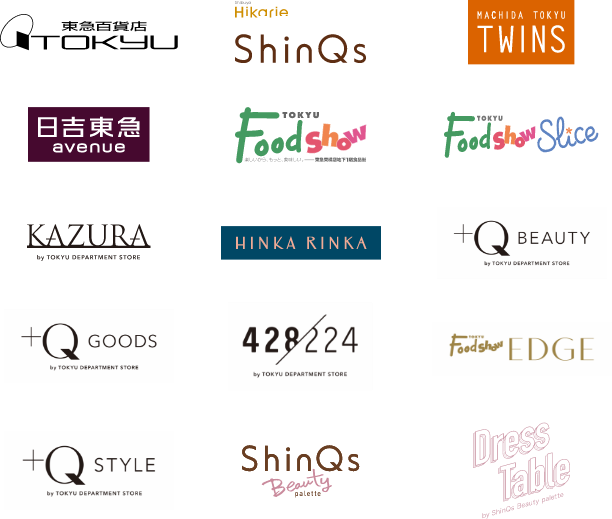 東急百貨店
TOKYU
Hikarie
ShinQs
MACHIDA TOKYU
TWINS
日吉東急
avenue
TOKYU
Foodshow
TOKYU
Foodshow Slice
KAZURA
by TOKYU DEPARTMENT STORE
HINKA RINKA
+Q BEAUTY
by TOKYU DEPARTMENT STORE
+Q GOODS
by TOKYU DEPARTMENT STORE
428/224
by TOKYU DEPARTMENT STORE
TOKYU
Foodshow EDGE
+Q STYLE
by TOKYU DEPARTMENT STORE
ShinQs
Beauty
palette
Dress
Table
by ShinQs Beauty palette